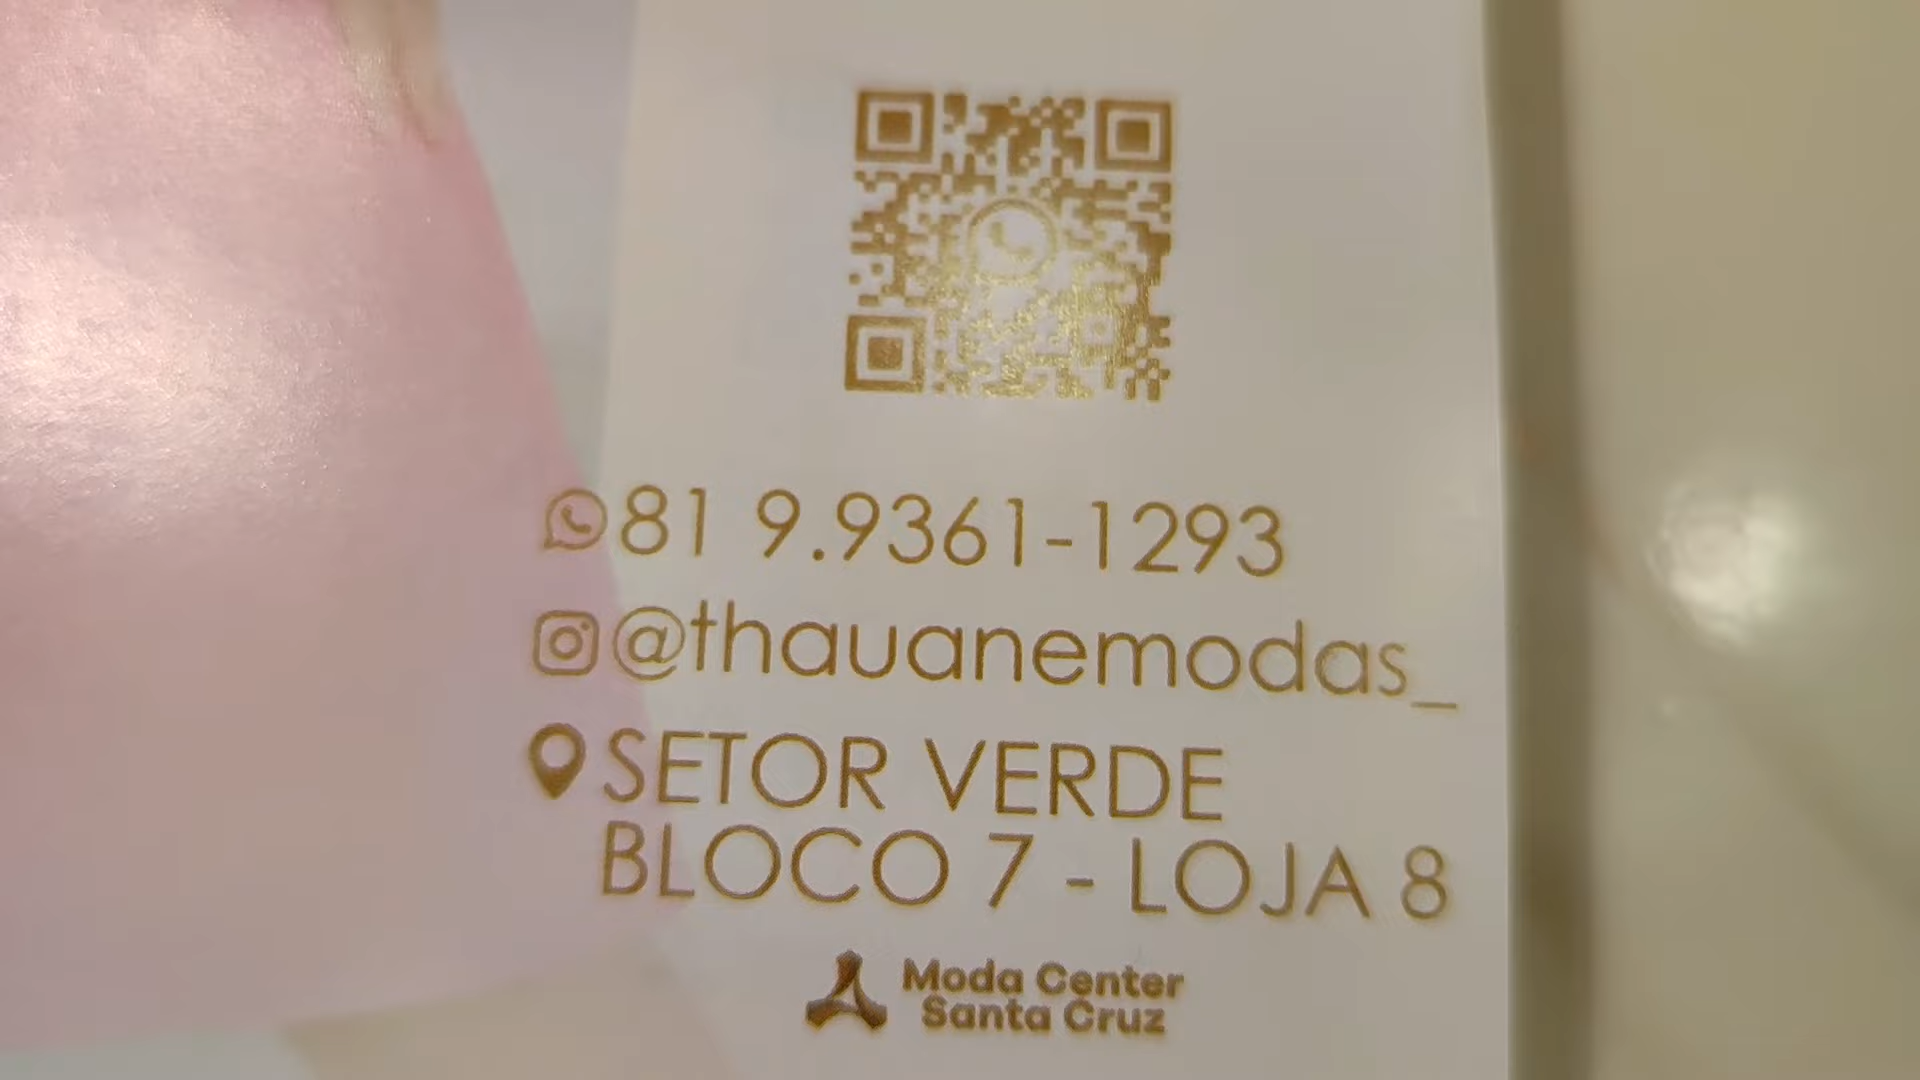 81 9.9361-1293
@thauanemodas_
SETOR VERDE
BLOCO 7 - LOJA 8
Moda Center
Santa Cruz